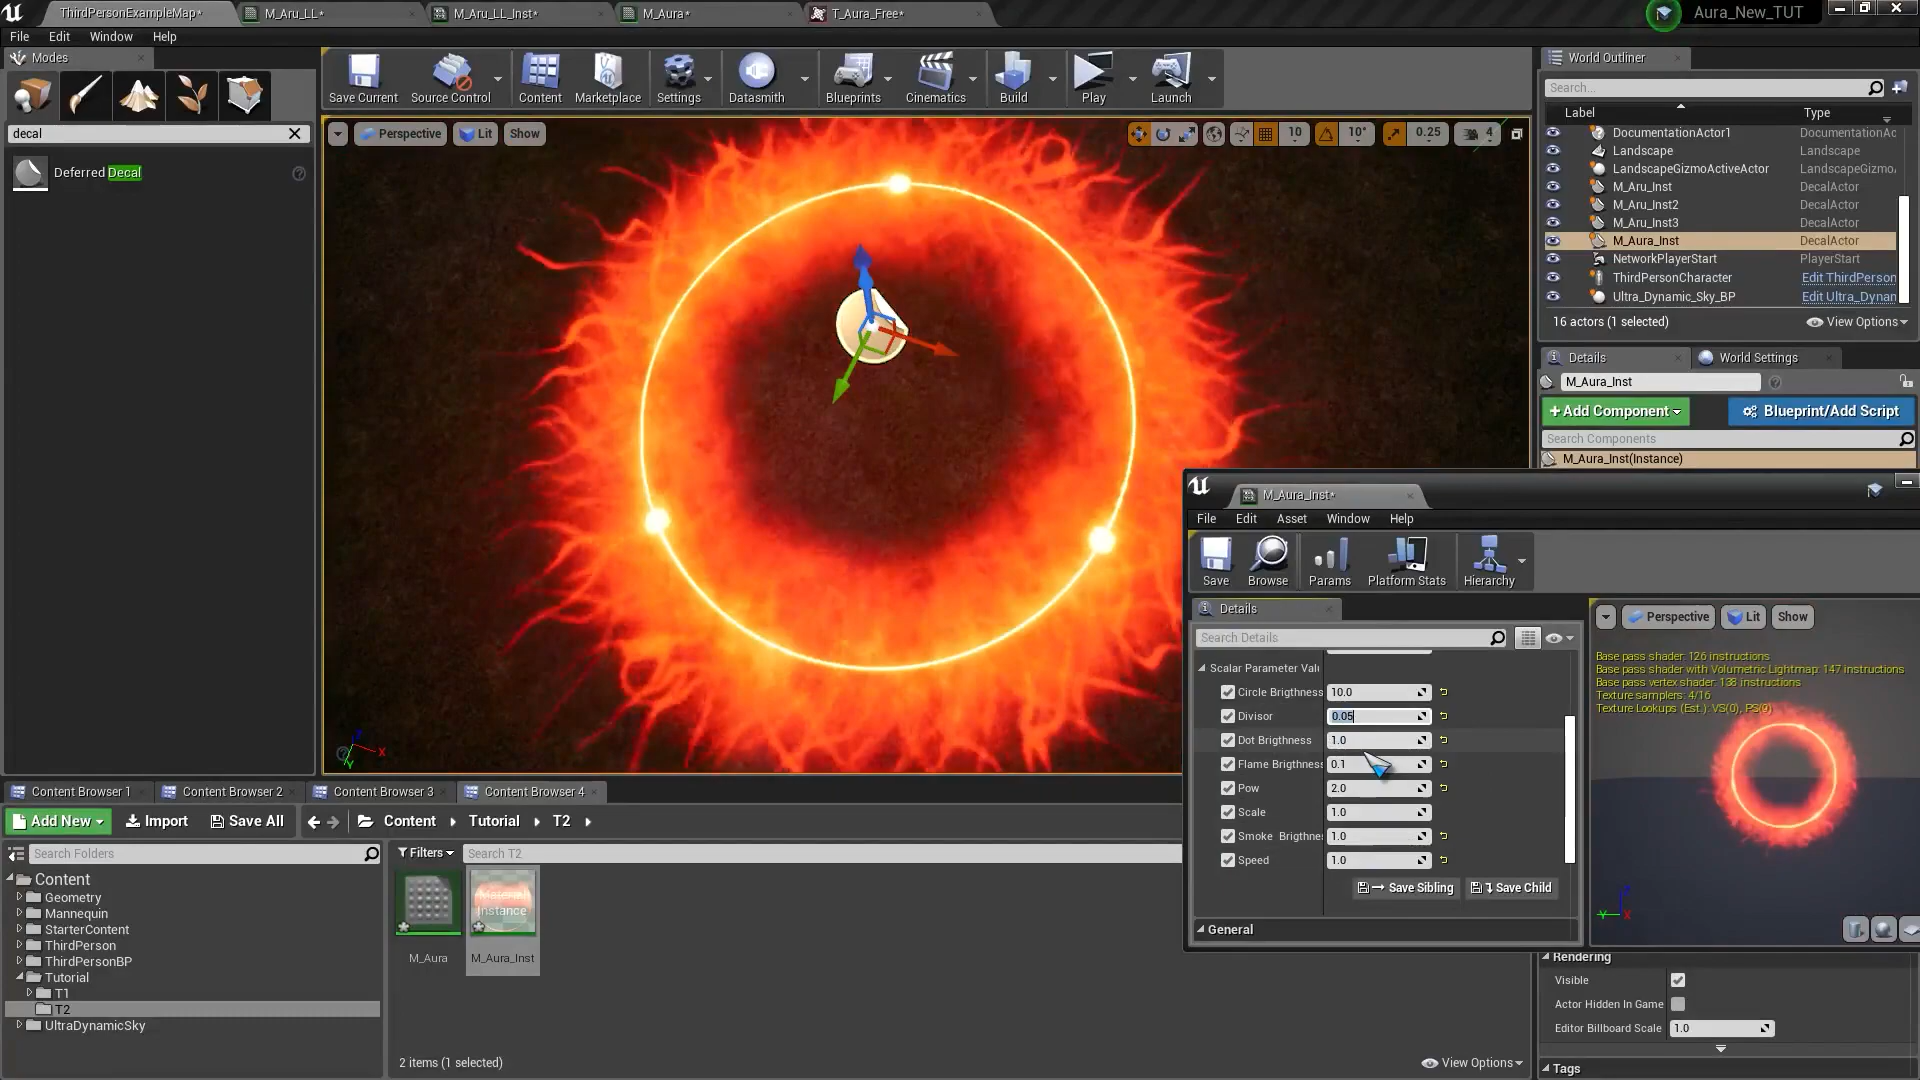 ThirdPersonExampleMap*
M_Aru_LL*
M_Aru_LL_Inst*
M_Aura*
T_Aura_Free*
Aura_New_TUT
File Edit Window Help
Modes
decal
Deferred Decal
Save Current
Source Control
Content
Marketplace
Settings
Datasmith
Blueprints
Cinematics
Build
Play
Launch
Perspective
Lit
Show
10
10°
0.25
4
World Outliner
Search...
Label
Type
DocumentationActor1 DocumentationAc
Landscape Landscape
LandscapeGizmoActiveActor LandscapeGizmo
M_Aru_Inst DecalActor
M_Aru_Inst2 DecalActor
M_Aru_Inst3 DecalActor
M_Aura_Inst DecalActor
NetworkPlayerStart PlayerStart
ThirdPersonCharacter Edit ThirdPerson
Ultra_Dynamic_Sky_BP Edit Ultra_Dynan
16 actors (1 selected)
View Options
Details
World Settings
M_Aura_Inst
+Add Component
Blueprint/Add Script
Search Components
M_Aura_Inst(Instance)
M_Aura_Inst*
File Edit Asset Window Help
Save
Browse
Params
Platform Stats
Hierarchy
Details
Search Details
Scalar Parameter Valu
Circle Brigthness 10.0
Divisor 0.05
Dot Brigthness 1.0
Flame Brigthness 0.1
Pow 2.0
Scale 1.0
Smoke Brigthnes 1.0
Speed 1.0
Save Sibling
Save Child
General
Perspective
Lit
Show
Base pass shader: 126 instructions
Base pass shader with Volumetric Lightmap: 147 instructions
Base pass vertex shader: 138 instructions
Texture samplers: 4/16
Texture Lookups (Est.): VS(0), PS(9)
Y
X
Rendering
Visible
Actor Hidden In Game
Editor Billboard Scale 1.0
Tags
X
Y
Content Browser 1
Content Browser 2
Content Browser 3
Content Browser 4
Add New
Import
Save All
Content
Tutorial
T2
Search Folders
Filters
Search T2
Content
Geometry
Mannequin
StarterContent
ThirdPerson
ThirdPersonBP
Tutorial
T1
T2
UltraDynamicSky
Material
Instance
M_Aura
M_Aura_Inst
2 items (1 selected)
View Options